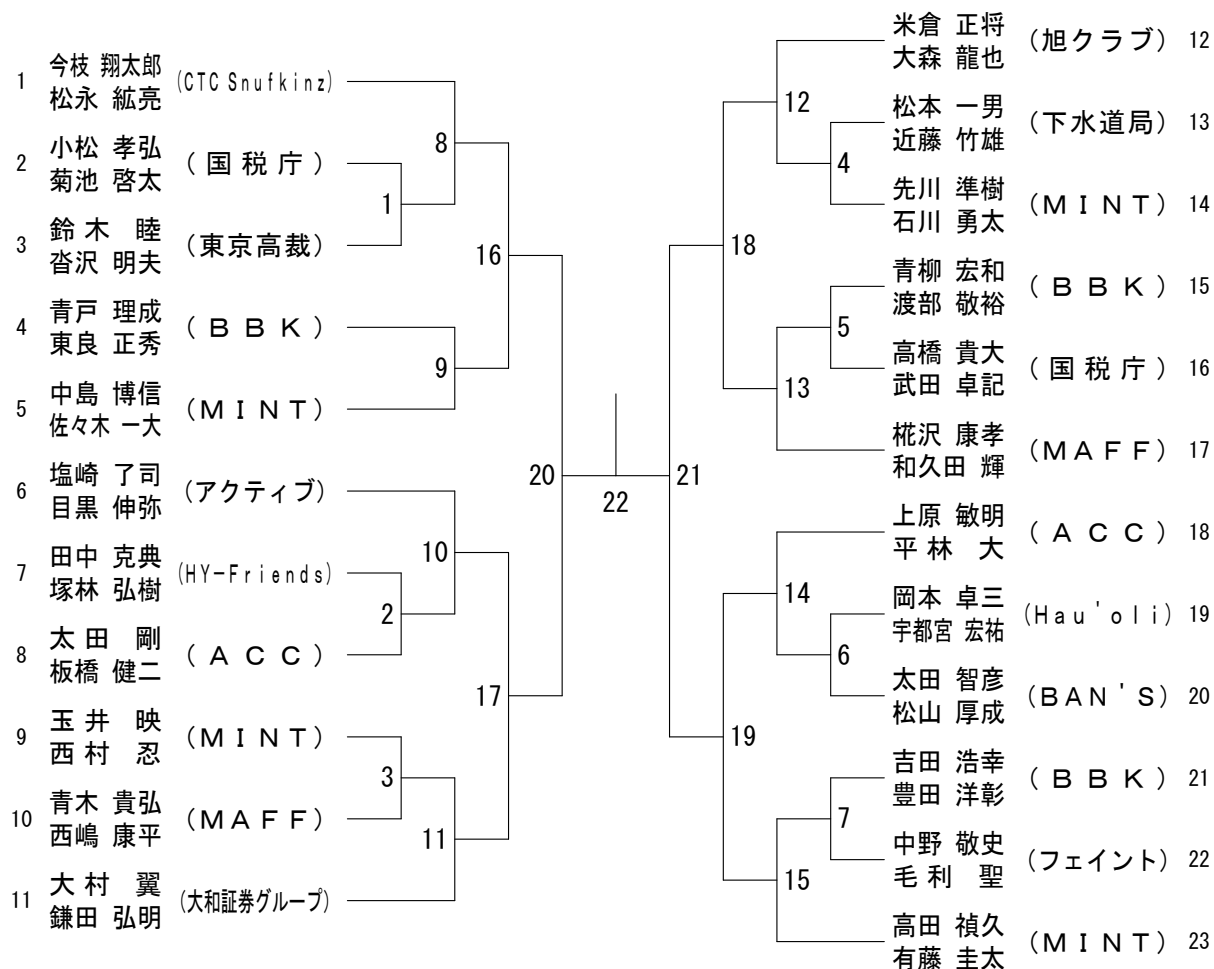 1 今枝 翔太郎 (CTC Snufkinz)
松永 絋亮
2 小松 孝弘 (国税庁)
菊池 啓太
3 鈴木 睦 (東京高裁)
沓沢 明夫
4 青戸 理成 (BBK)
東良 正秀
5 中島 博信 (MINT)
佐々木 一大
6 塩崎 了司 (アクティブ)
目黒 伸弥
7 田中 克典 (HY-Friends)
塚林 弘樹
8 太田 剛 (ACC)
板橋 健二
9 玉井 映 (MINT)
西村 忍
10 青木 貴弘 (MAFF)
西嶋 康平
11 大村 翼 (大和証券グループ)
鎌田 弘明
1
2
3
8
9
10
11
16
17
20
22
21
18
19
12
13
14
15
4
5
6
7
米倉 正将 (旭クラブ) 12
大森 龍也
松本 一男 (下水道局) 13
近藤 竹雄
先川 準樹 (MINT) 14
石川 勇太
青柳 宏和 (BBK) 15
渡部 敬裕
高橋 貴大 (国税庁) 16
武田 卓記
椛沢 康孝 (MAFF) 17
和久田 輝
上原 敏明 (ACC) 18
平林 大
岡本 卓三 (Hau'oli) 19
宇都宮 宏祐
太田 智彦 (BAN'S) 20
松山 厚成
吉田 浩幸 (BBK) 21
豊田 洋彰
中野 敬史 (フェイント) 22
毛利 聖
高田 禎久 (MINT) 23
有藤 圭太